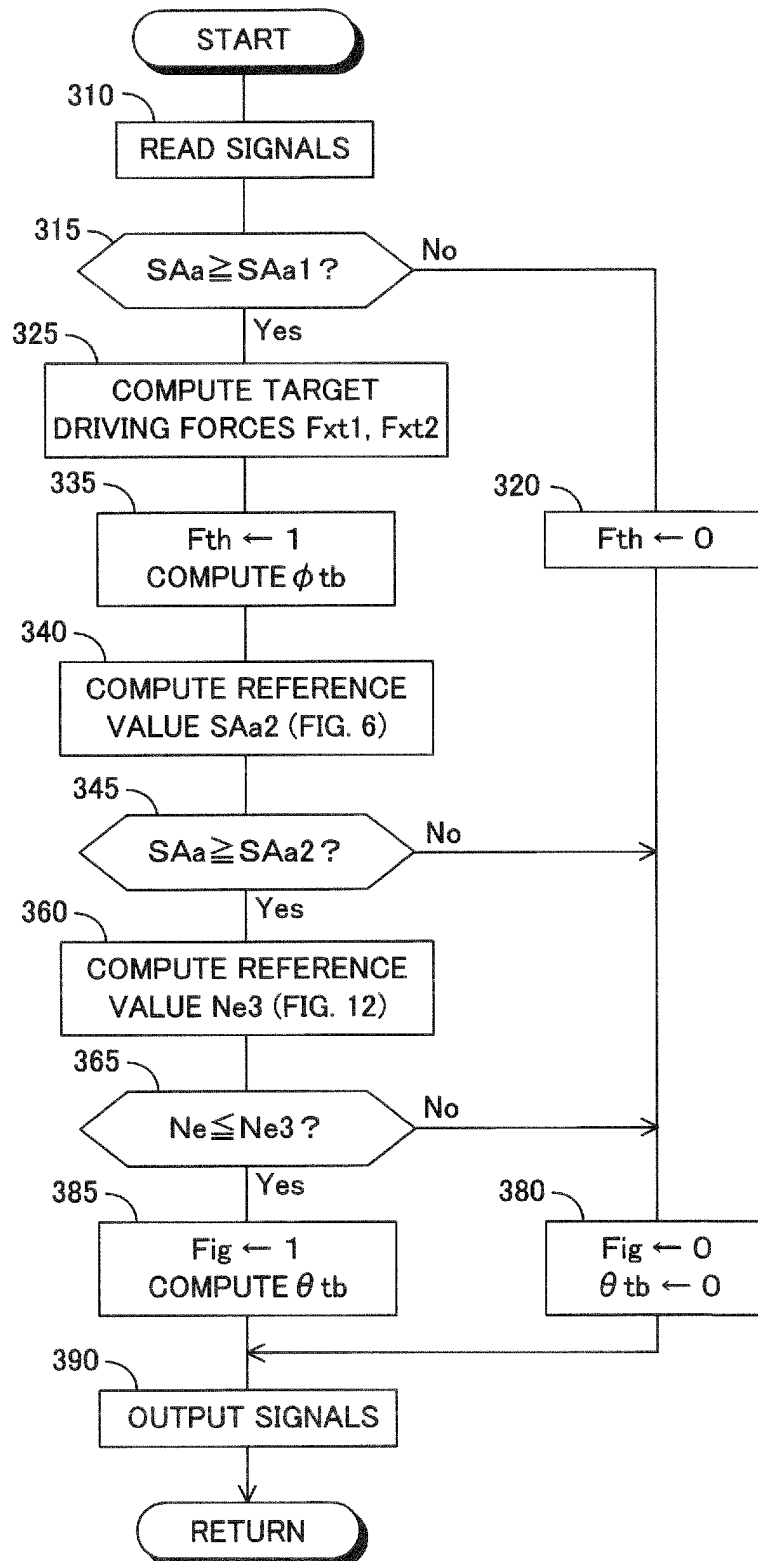 START
310
READ SIGNALS
315
SAa≧SAa1?
No
Yes
325
COMPUTE TARGET
DRIVING FORCES Fxt1, Fxt2
335
Fth ← 1
COMPUTE ϕtb
320
Fth ← 0
340
COMPUTE REFERENCE
VALUE SAa2 (FIG. 6)
345
SAa≧SAa2?
No
Yes
360
COMPUTE REFERENCE
VALUE Ne3 (FIG. 12)
365
Ne≦Ne3?
No
Yes
385
Fig ← 1
COMPUTE θtb
380
Fig ← 0
θtb ← 0
390
OUTPUT SIGNALS
RETURN